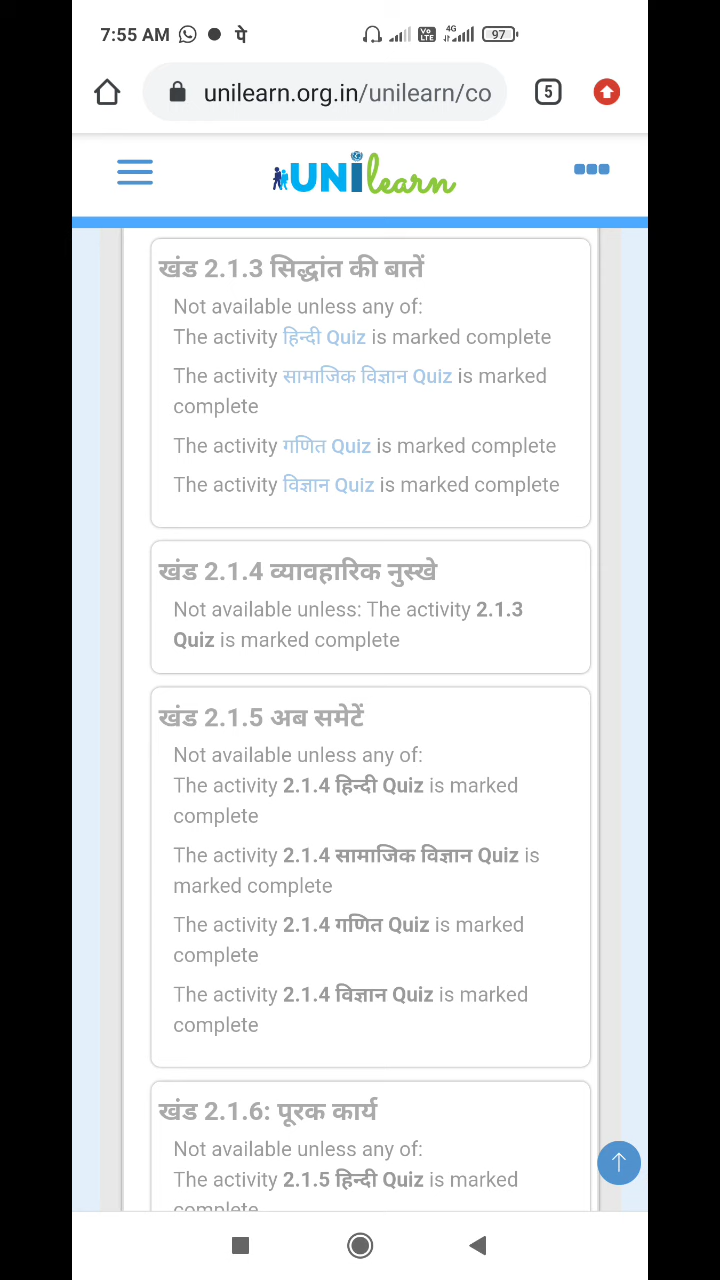 7:55 AM पे Vo LTE 4G 97
unilearn.org.in/unilearn/co 5
UNilearn
खंड 2.1.3 सिद्धांत की बातें
Not available unless any of:
The activity हिन्दी Quiz is marked complete
The activity सामाजिक विज्ञान Quiz is marked
complete
The activity गणित Quiz is marked complete
The activity विज्ञान Quiz is marked complete
खंड 2.1.4 व्यावहारिक नुस्खे
Not available unless: The activity 2.1.3
Quiz is marked complete
खंड 2.1.5 अब समेटें
Not available unless any of:
The activity 2.1.4 हिन्दी Quiz is marked
complete
The activity 2.1.4 सामाजिक विज्ञान Quiz is
marked complete
The activity 2.1.4 गणित Quiz is marked
complete
The activity 2.1.4 विज्ञान Quiz is marked
complete
खंड 2.1.6: पूरक कार्य
Not available unless any of:
The activity 2.1.5 हिन्दी Quiz is marked
complete